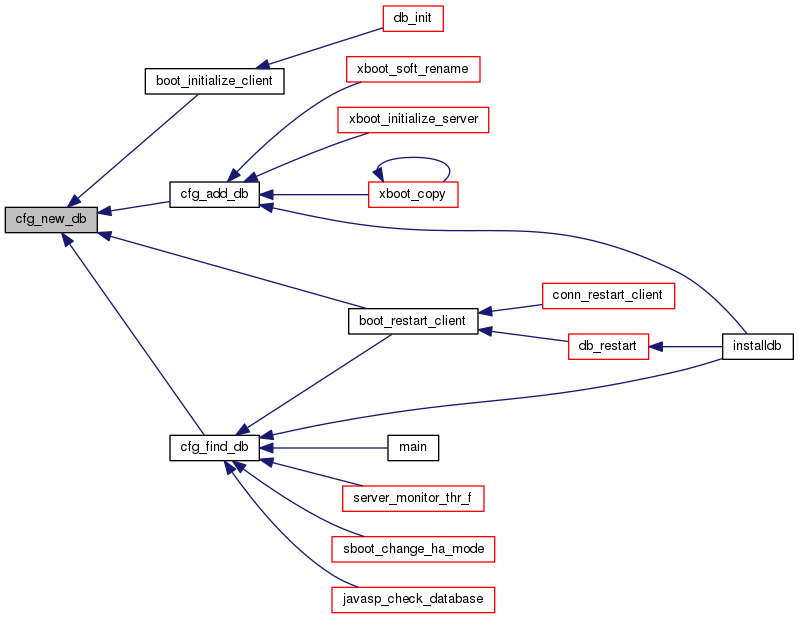 db_init
xboot_soft_rename
boot_initialize_client
xboot_initialize_server
cfg_add_db
xboot_copy
cfg_new_db
conn_restart_client
boot_restart_client
db_restart
installdb
cfg_find_db
main
server_monitor_thr_f
sboot_change_ha_mode
javasp_check_database